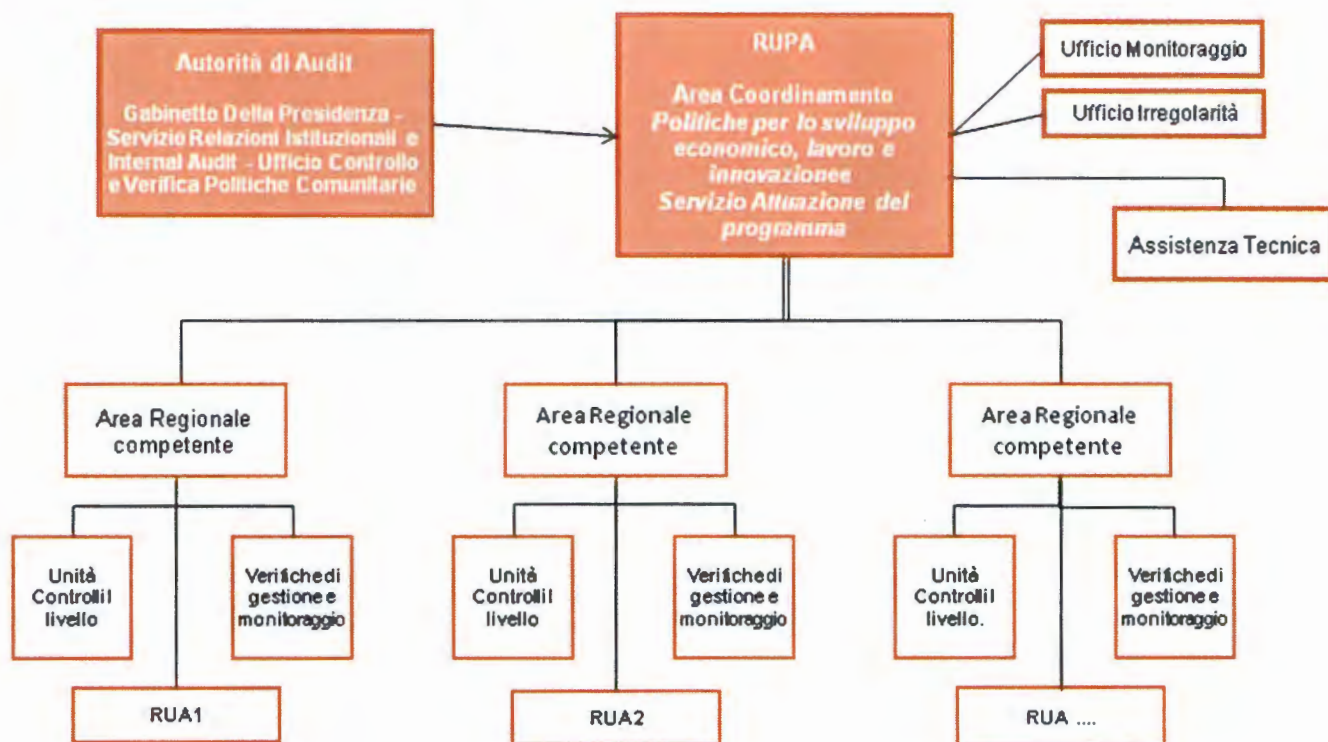 Autorità di Audit
Gabinetto Della Presidenza -
Servizio Relazioni Istituzionali e
Internal Audit - Ufficio Controllo
e Verifica Politiche Comunitarie
RUPA
Area Coordinamento
Politiche per lo sviluppo
economico, lavoro e
innovazionee
Servizio Attuazione del
programma
Ufficio Monitoraggio
Ufficio Irregolarità
Assistenza Tecnica
Area Regionale
competente
Area Regionale
competente
Area Regionale
competente
Unità
Controlli I
livello
Verifiche di
gestione e
monitoraggio
Unità
Controlli I
livello
Verifiche di
gestione e
monitoraggio
Unità
Controlli I
livello.
Verifiche di
gestione e
monitoraggio
RUA1
RUA2
RUA ....